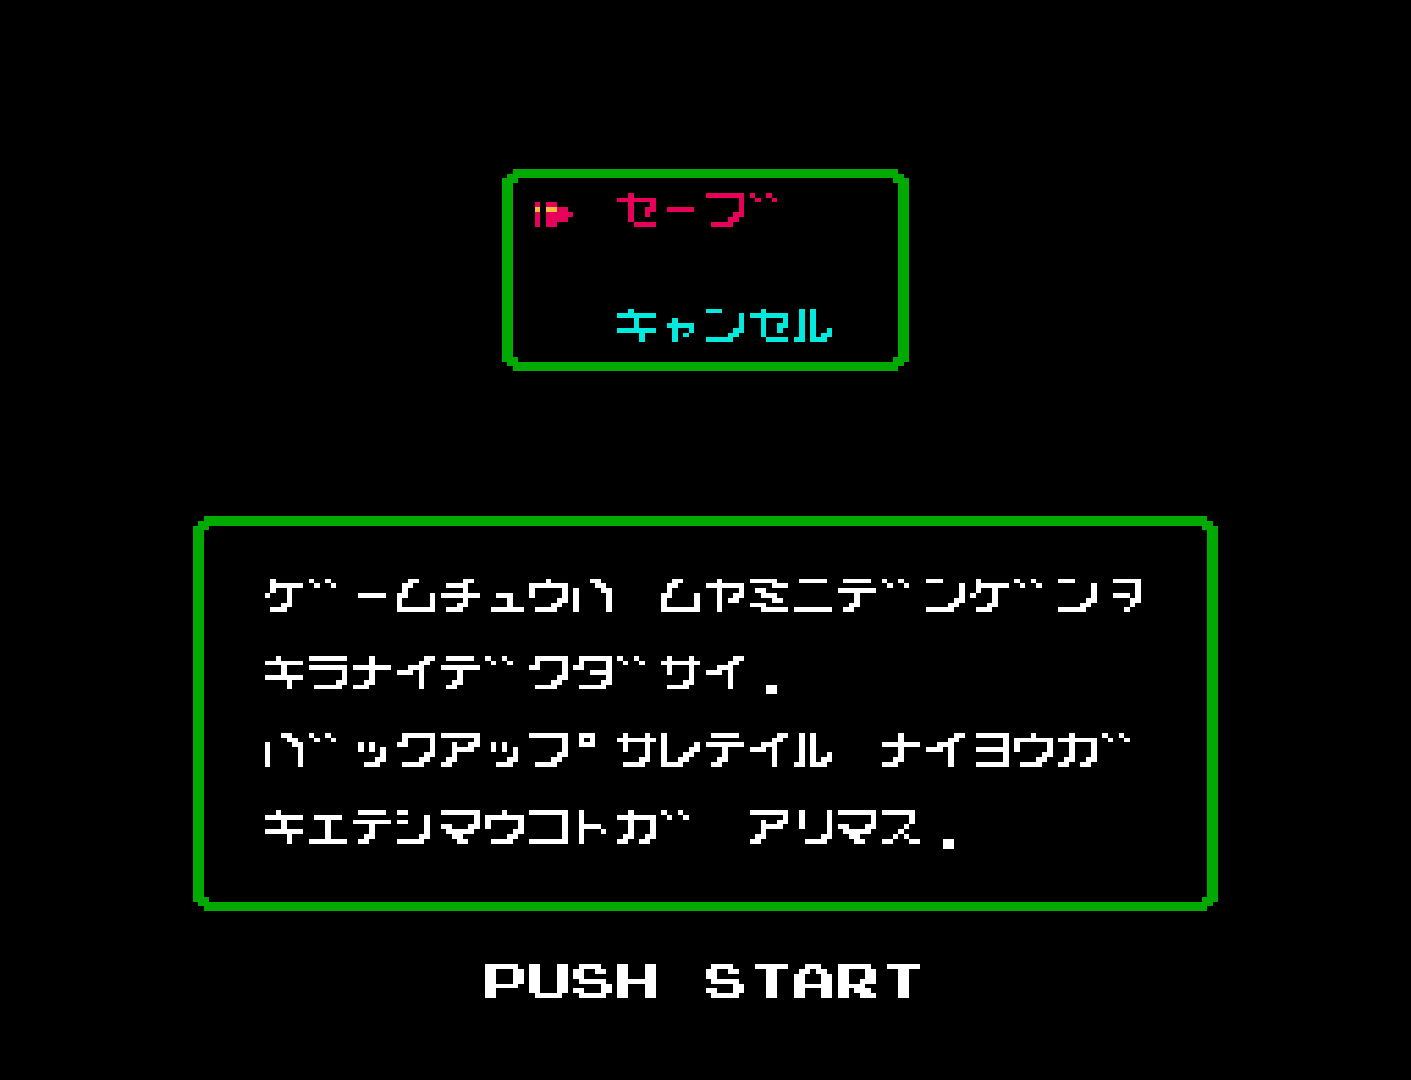 セーブ
キャンセル
ゲームチュウハ ムヤミニデンゲンヲ
キラナイデクダサイ.
バックアップサレテイル ナイヨウガ
キエテシマウコトガ アリマス.
PUSH START